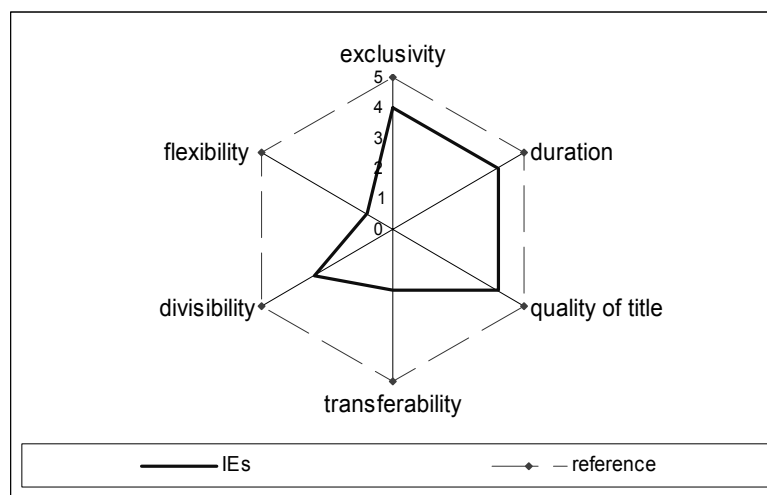 exclusivity
5
4
3
2
1
0
flexibility
duration
divisibility
quality of title
transferability
IEs
reference